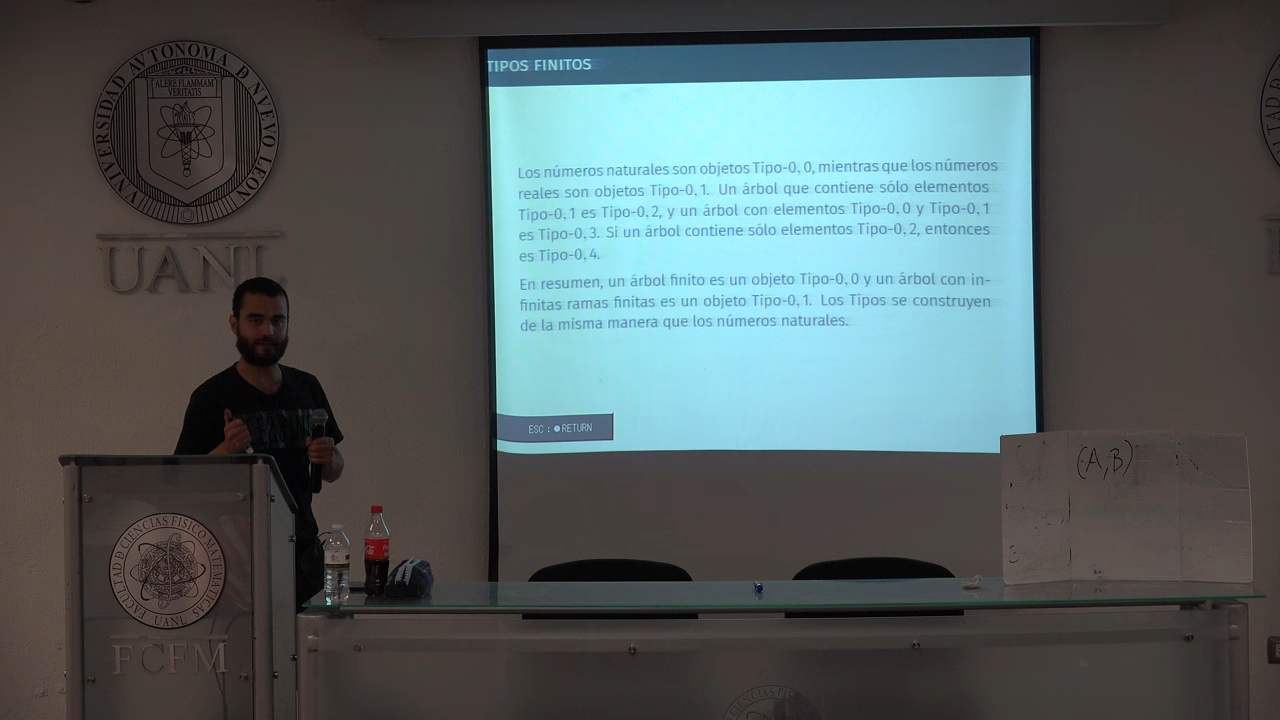 UNIVERSIDAD AVTONOMA Đ NVEVO LEON
ALERE FLAMMAM
VERITATIS
UANL
TIPOS FINITOS
Los números naturales son objetos Tipo-0, 0, mientras que los números
reales son objetos Tipo-0, 1. Un árbol que contiene sólo elementos
Tipo-0, 1 es Tipo-0, 2, y un árbol con elementos Tipo-0, 0 y Tipo-0, 1
es Tipo-0, 3. Si un árbol contiene sólo elementos Tipo-0, 2, entonces
es Tipo-0, 4.
En resumen, un árbol finito es un objeto Tipo-0, 0 y un árbol con in-
finitas ramas finitas es un objeto Tipo-0, 1. Los Tipos se construyen
de la misma manera que los números naturales.
ESC : ●RETURN
(A,B)
3
FACULTAD Đ CIENCIAS FISICO MATEMATICAS
UANL
FCFM